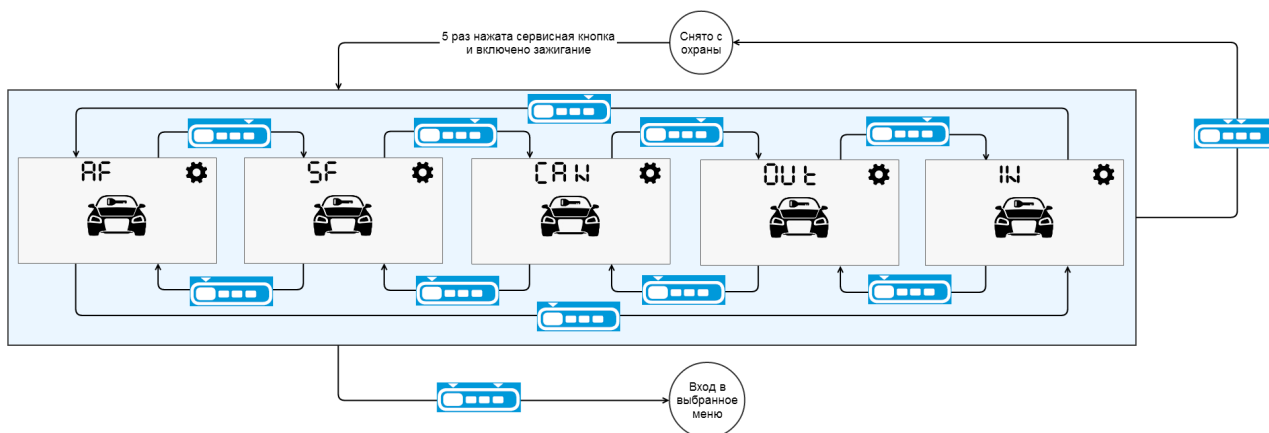 5 раз нажата сервисная кнопка
и включено зажигание
Снято с
охраны
AF
SF
CAN
OUt
IN
Вход в
выбранное
меню